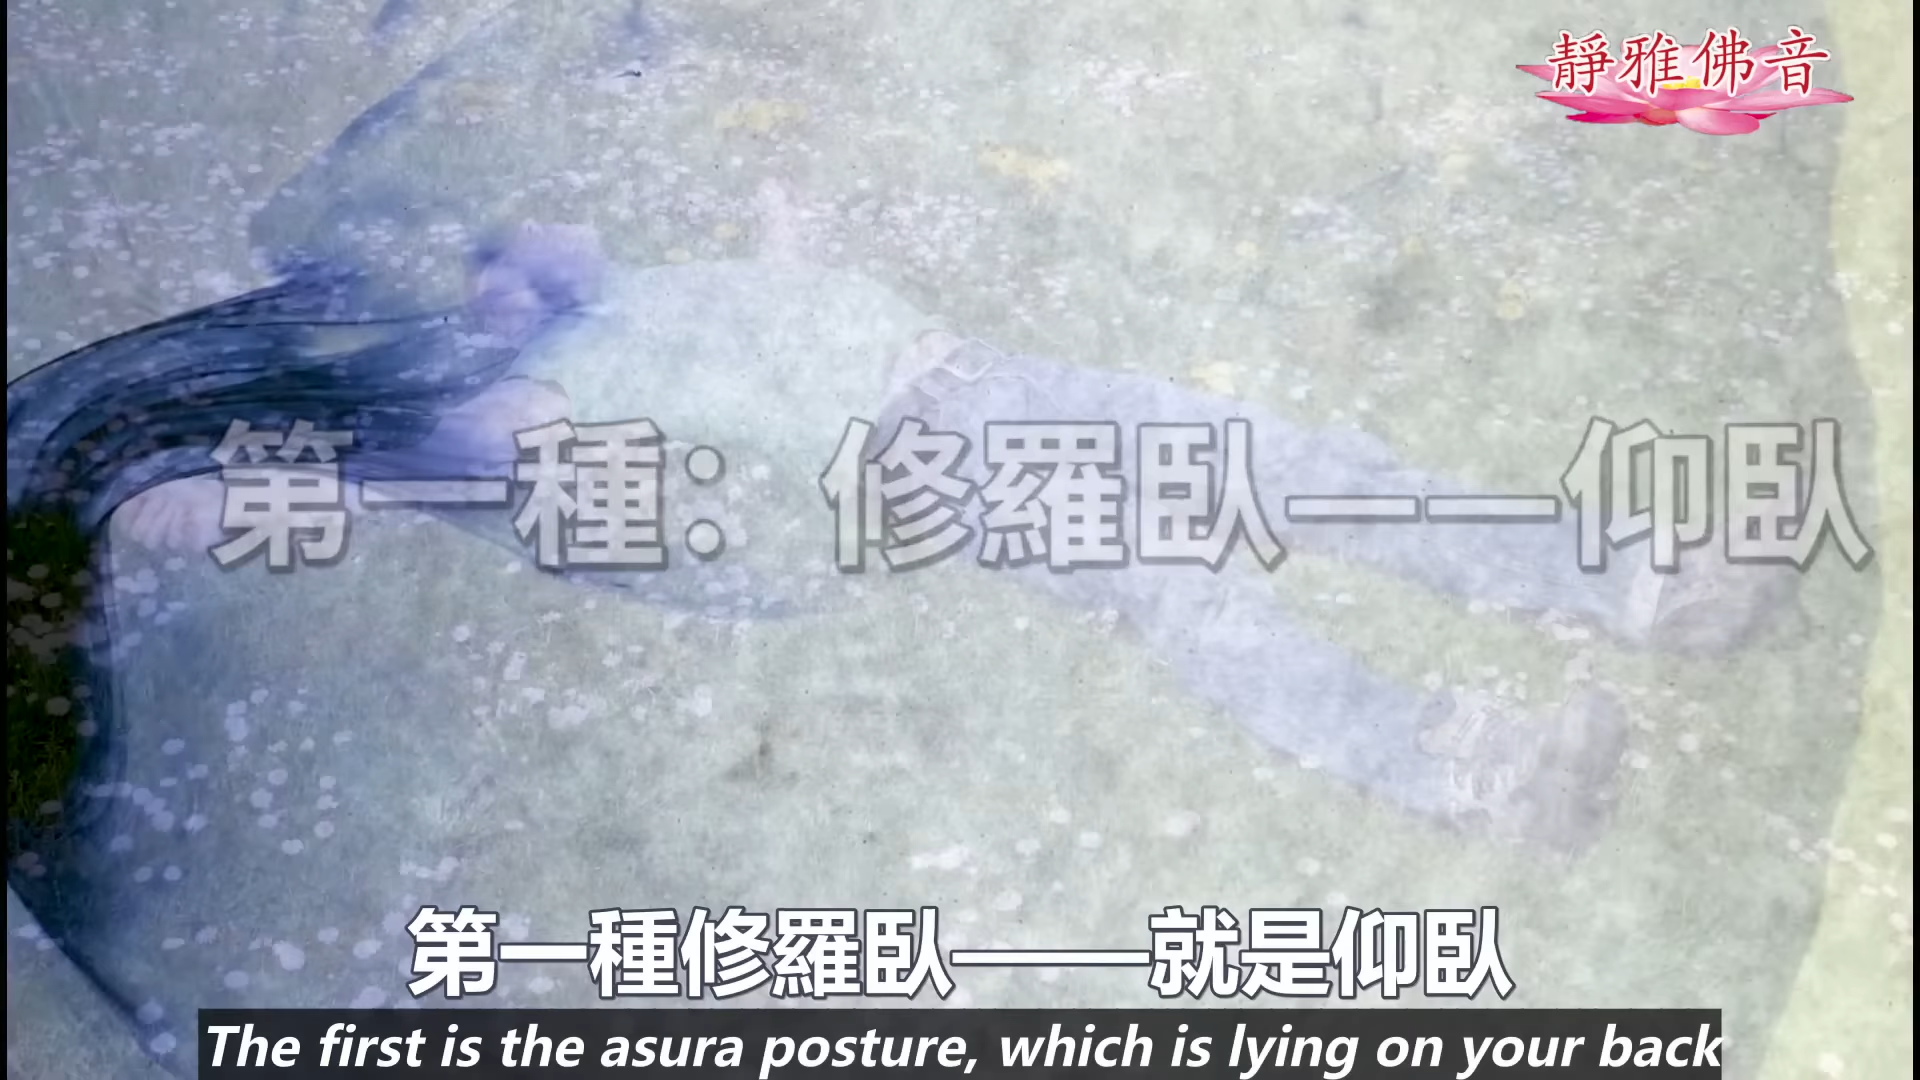 靜雅佛音
第一種：修羅臥——仰臥
第一種修羅臥——就是仰臥
The first is the asura posture, which is lying on your back